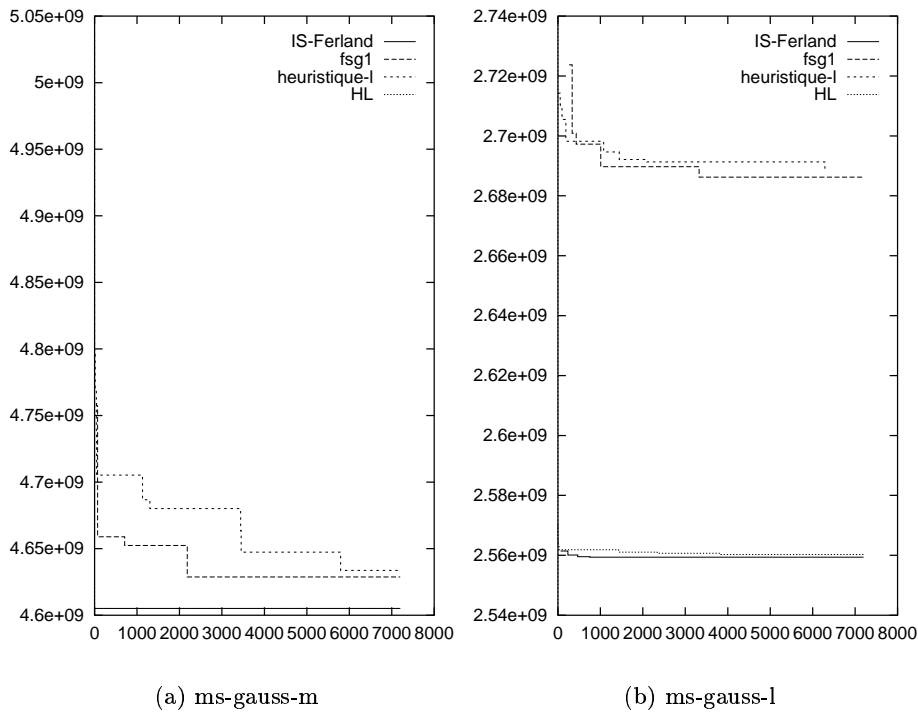 5.05e+09
5e+09
4.95e+09
4.9e+09
4.85e+09
4.8e+09
4.75e+09
4.7e+09
4.65e+09
4.6e+09
0 1000 2000 3000 4000 5000 6000 7000 8000
IS-Ferland
fsg1
heuristique-l
HL
(a) ms-gauss-m
2.74e+09
2.72e+09
2.7e+09
2.68e+09
2.66e+09
2.64e+09
2.62e+09
2.6e+09
2.58e+09
2.56e+09
2.54e+09
0 1000 2000 3000 4000 5000 6000 7000 8000
IS-Ferland
fsg1
heuristique-l
HL
(b) ms-gauss-l